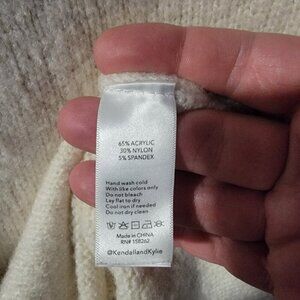 65% ACRYLIC
30% NYLON
5% SPANDEX
Hand wash cold
With like colors only
Do not bleach
Lay flat to dry
Cool iron if needed
Do not dry clean
Made in CHINA
RN# 158262
@KendallandKylie